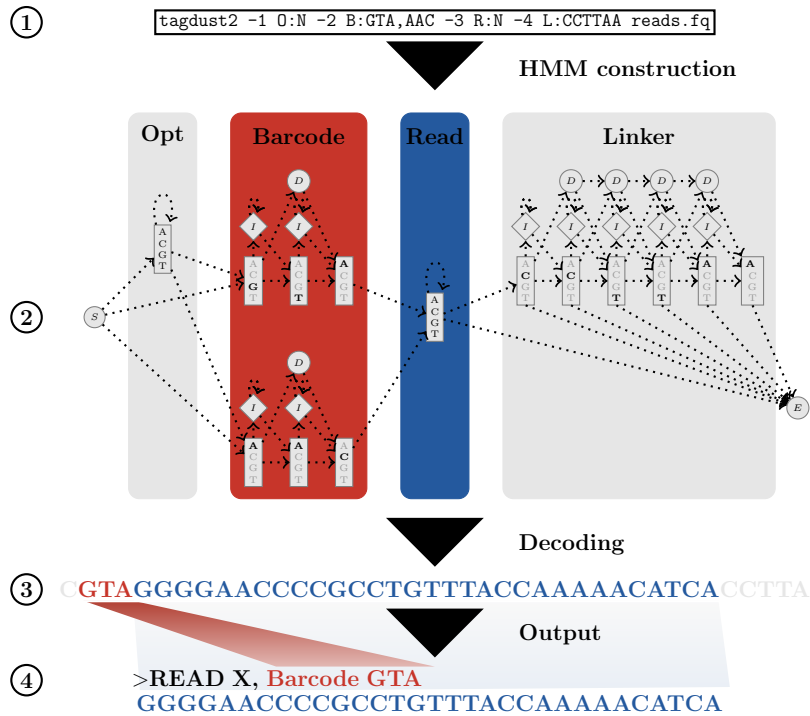 1
tagdust2 -1 O:N -2 B:GTA,AAC -3 R:N -4 L:CCTTAA reads.fq
HMM construction
Opt Barcode Read Linker
D D D D D
I I I I I I I
A C G T
A C G T A C G T A C G T
A C G T
A C G T A C G T A C G T A C G T A C G T A C G T
2
S
D
I I
A C G T A C G T A C G T
E
Decoding
3
CGTAGGGGAACCCCGCCTGTTTACCAAAAACATCACCTTA
Output
4
>READ X, Barcode GTA
GGGGAACCCCGCCTGTTTACCAAAAACATCA